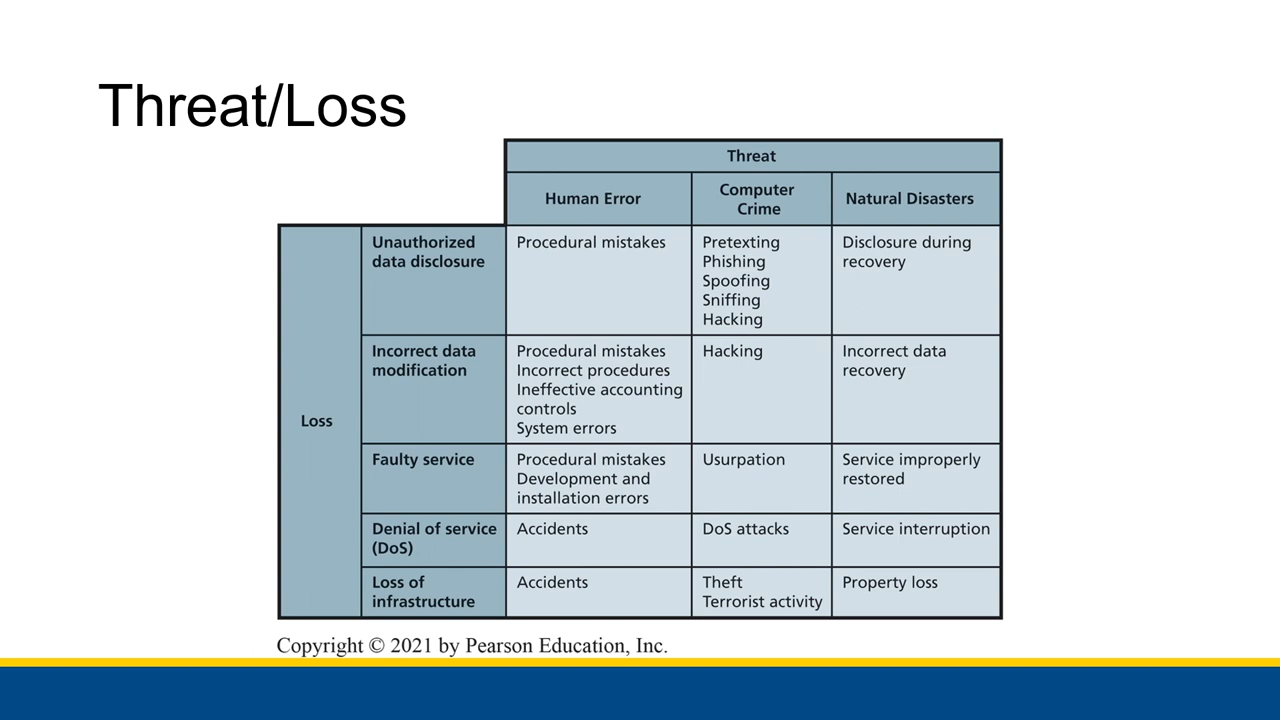 Threat/Loss
Threat
Human Error
Computer
Crime
Natural Disasters
Loss
Unauthorized
data disclosure
Procedural mistakes
Pretexting
Phishing
Spoofing
Sniffing
Hacking
Disclosure during
recovery
Incorrect data
modification
Procedural mistakes
Incorrect procedures
Ineffective accounting
controls
System errors
Hacking
Incorrect data
recovery
Faulty service
Procedural mistakes
Development and
installation errors
Usurpation
Service improperly
restored
Denial of service
(DoS)
Accidents
DoS attacks
Service interruption
Loss of
infrastructure
Accidents
Theft
Terrorist activity
Property loss
Copyright © 2021 by Pearson Education, Inc.